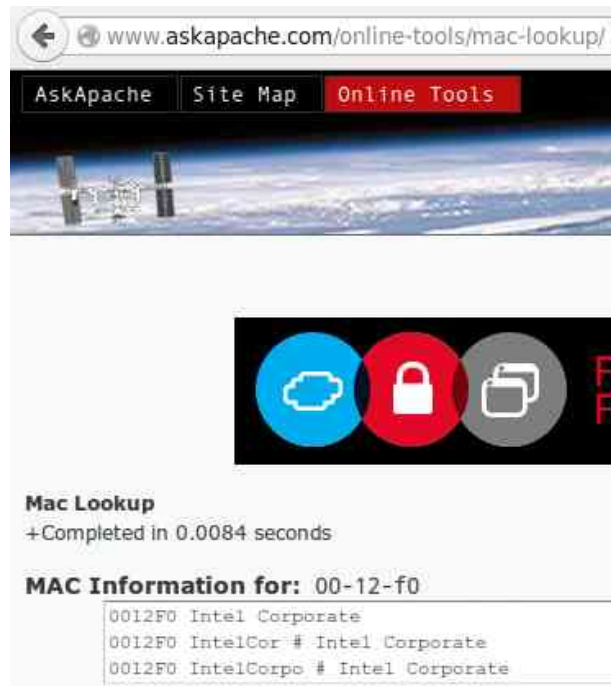 www.askapache.com/online-tools/mac-lookup/
AskApache Site Map Online Tools
Mac Lookup
+Completed in 0.0084 seconds
MAC Information for: 00-12-f0
0012F0 Intel Corporate
0012F0 IntelCor # Intel Corporate
0012F0 IntelCorpo # Intel Corporate